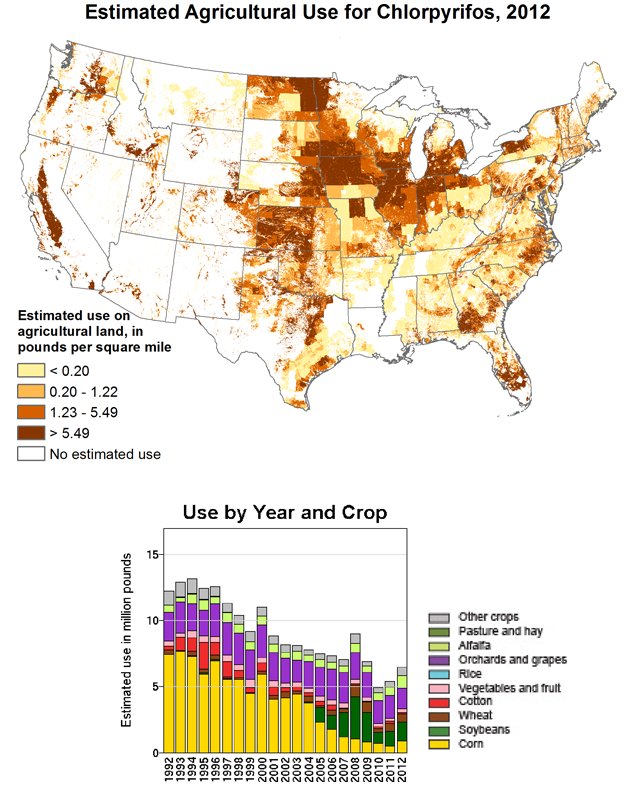 Estimated Agricultural Use for Chlorpyrifos, 2012
Estimated use on
agricultural land, in
pounds per square mile
< 0.20
0.20 - 1.22
1.23 - 5.49
> 5.49
No estimated use
Use by Year and Crop
Estimated use in million pounds
15
10
5
0
1992
1993
1994
1995
1996
1997
1998
1999
2000
2001
2002
2003
2004
2005
2006
2007
2008
2009
2010
2011
2012
Other crops
Pasture and hay
Alfalfa
Orchards and grapes
Rice
Vegetables and fruit
Cotton
Wheat
Soybeans
Corn